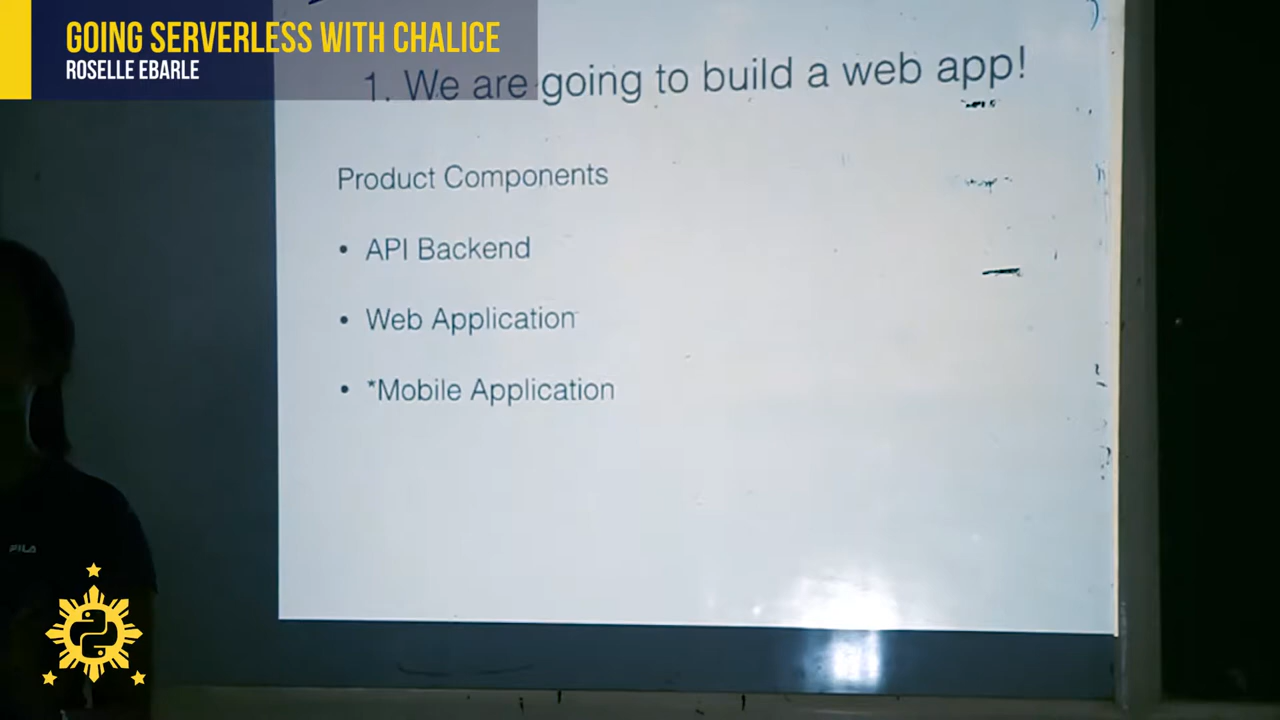 GOING SERVERLESS WITH CHALICE
ROSELLE EBARLE
1. We are going to build a web app!
Product Components
• API Backend
• Web Application
• *Mobile Application
FILA